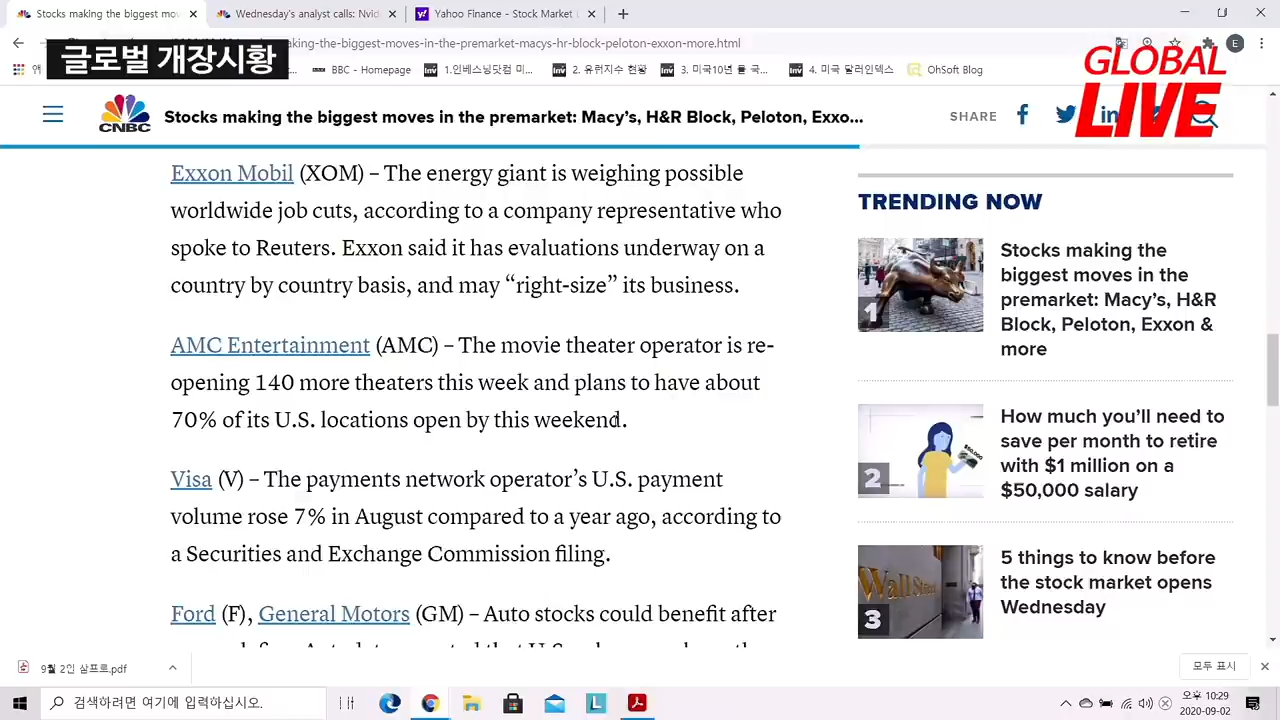 Stocks making the biggest moves
Wednesday's analyst calls: Nvid
Yahoo Finance - Stock Market L
글로벌 개장시황
aking-the-biggest-moves-in-the-premarket-macys-hr-block-peloton-exxon-more.html
E
BBC - Homepage
1.인베스팅닷컴 미...
2. 유럽지수 현황
3. 미국10년 물 국...
4. 미국 달러인덱스
OhSoft Blog
GLOBAL
LIVE
CNBC
Stocks making the biggest moves in the premarket: Macy's, H&R Block, Peloton, Exxo...
SHARE
Exxon Mobil (XOM) – The energy giant is weighing possible
worldwide job cuts, according to a company representative who
spoke to Reuters. Exxon said it has evaluations underway on a
country by country basis, and may “right-size” its business.
AMC Entertainment (AMC) – The movie theater operator is re-
opening 140 more theaters this week and plans to have about
70% of its U.S. locations open by this weekend.
Visa (V) – The payments network operator’s U.S. payment
volume rose 7% in August compared to a year ago, according to
a Securities and Exchange Commission filing.
Ford (F), General Motors (GM) – Auto stocks could benefit after
TRENDING NOW
1
Stocks making the
biggest moves in the
premarket: Macy’s, H&R
Block, Peloton, Exxon &
more
2
How much you’ll need to
save per month to retire
with $1 million on a
$50,000 salary
3
5 things to know before
the stock market opens
Wednesday
9월 2인 삼프로.pdf
모두 표시
검색하려면 여기에 입력하십시오.
오후 10:29
2020-09-02